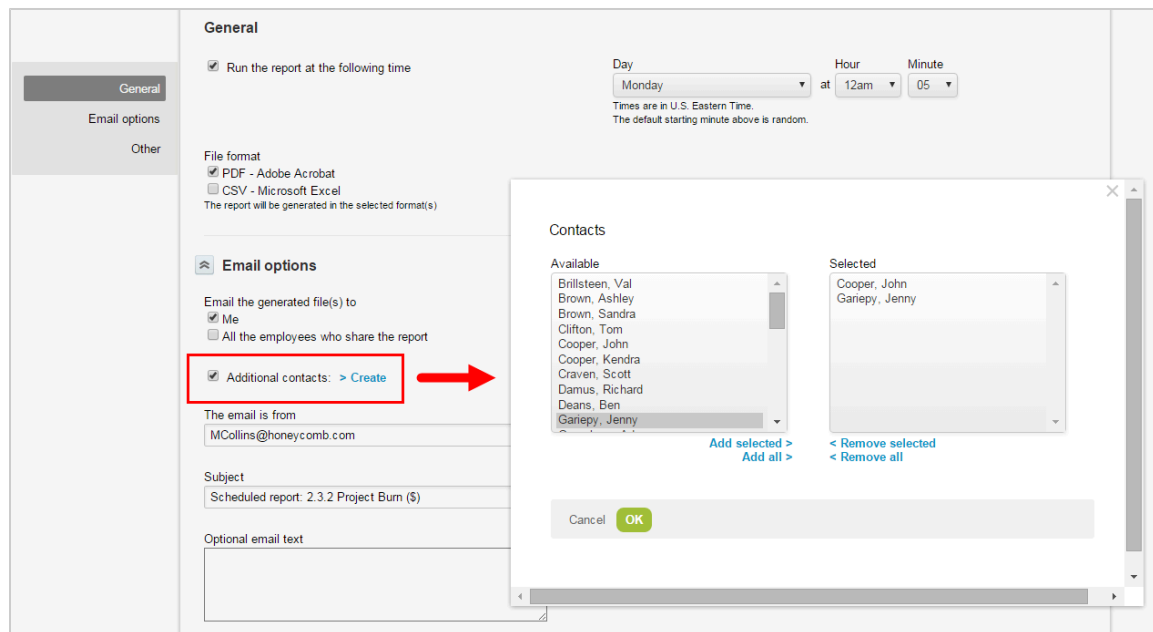 General
Run the report at the following time
Day
Hour
Minute
Monday
at
12am
05
Times are in U.S. Eastern Time.
The default starting minute above is random.
General
Email options
Other
File format
PDF - Adobe Acrobat
CSV - Microsoft Excel
The report will be generated in the selected format(s)
Email options
Email the generated file(s) to
Me
All the employees who share the report
Additional contacts: > Create
The email is from
MCollins@honeycomb.com
Subject
Scheduled report: 2.3.2 Project Burn ($)
Optional email text
Contacts
Available
Brillsteen, Val
Brown, Ashley
Brown, Sandra
Clifton, Tom
Cooper, John
Cooper, Kendra
Craven, Scott
Damus, Richard
Deans, Ben
Gariepy, Jenny
Add selected >
Add all >
Selected
Cooper, John
Gariepy, Jenny
< Remove selected
< Remove all
Cancel
OK